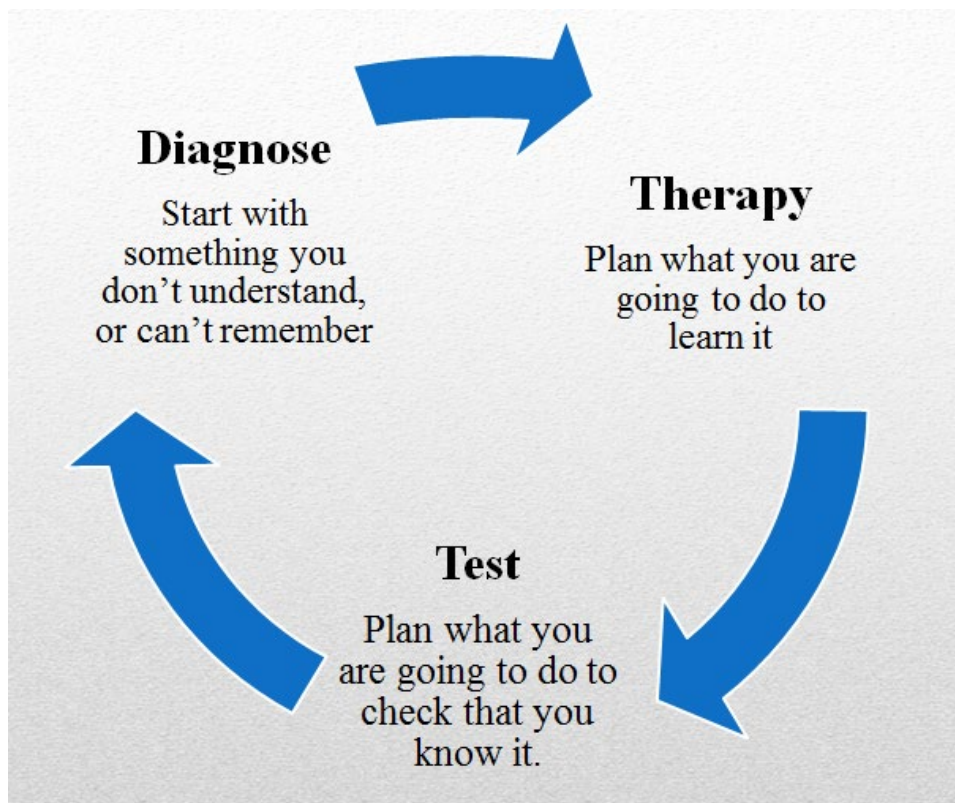 Diagnose
Start with
something you
don’t understand,
or can’t remember
Therapy
Plan what you are
going to do to
learn it
Test
Plan what you
are going to do to
check that you
know it.